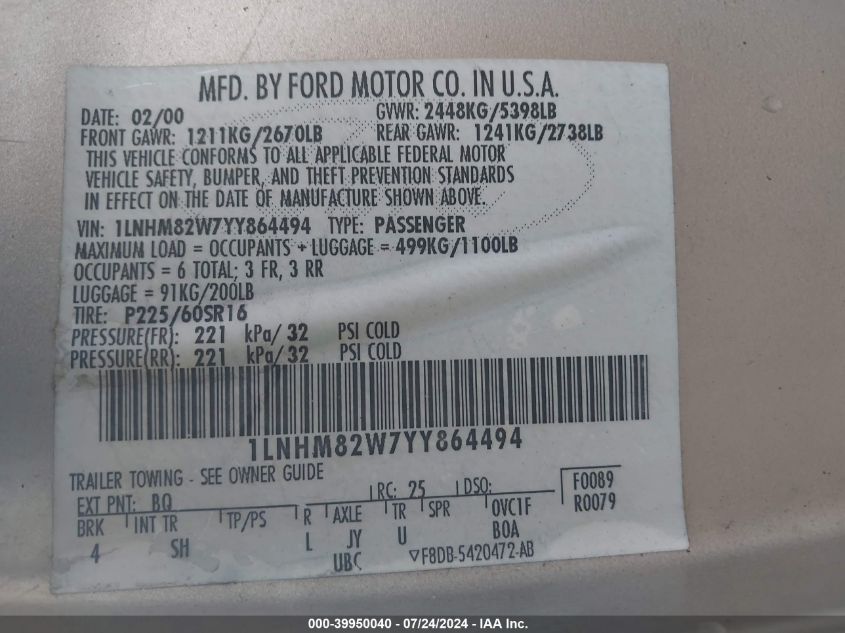 MFD. BY FORD MOTOR CO. IN U.S.A.
DATE: 02/00 GVWR: 2448KG/5398LB
FRONT GAWR: 1211KG/2670LB REAR GAWR: 1241KG/2738LB
THIS VEHICLE CONFORMS TO ALL APPLICABLE FEDERAL MOTOR
VEHICLE SAFETY, BUMPER, AND THEFT PREVENTION STANDARDS
IN EFFECT ON THE DATE OF MANUFACTURE SHOWN ABOVE.
VIN: 1LNHM82W7YY864494 TYPE: PASSENGER
MAXIMUM LOAD = OCCUPANTS + LUGGAGE = 499KG/1100LB
OCCUPANTS = 6 TOTAL; 3 FR, 3 RR
LUGGAGE = 91KG/200LB
TIRE: P225/60SR16
PRESSURE(FR): 221 kPa/ 32 PSI COLD
PRESSURE(RR): 221 kPa/ 32 PSI COLD
1LNHM82W7YY864494
TRAILER TOWING - SEE OWNER GUIDE
EXT PNT: BQ RC: 25 DSO: F0089
BRK INT TR TP/PS R AXLE TR SPR OVC1F R0079
4 SH L JY U BOA
UBC F8DB-5420472-AB
000-39950040 - 07/24/2024 - IAA Inc.